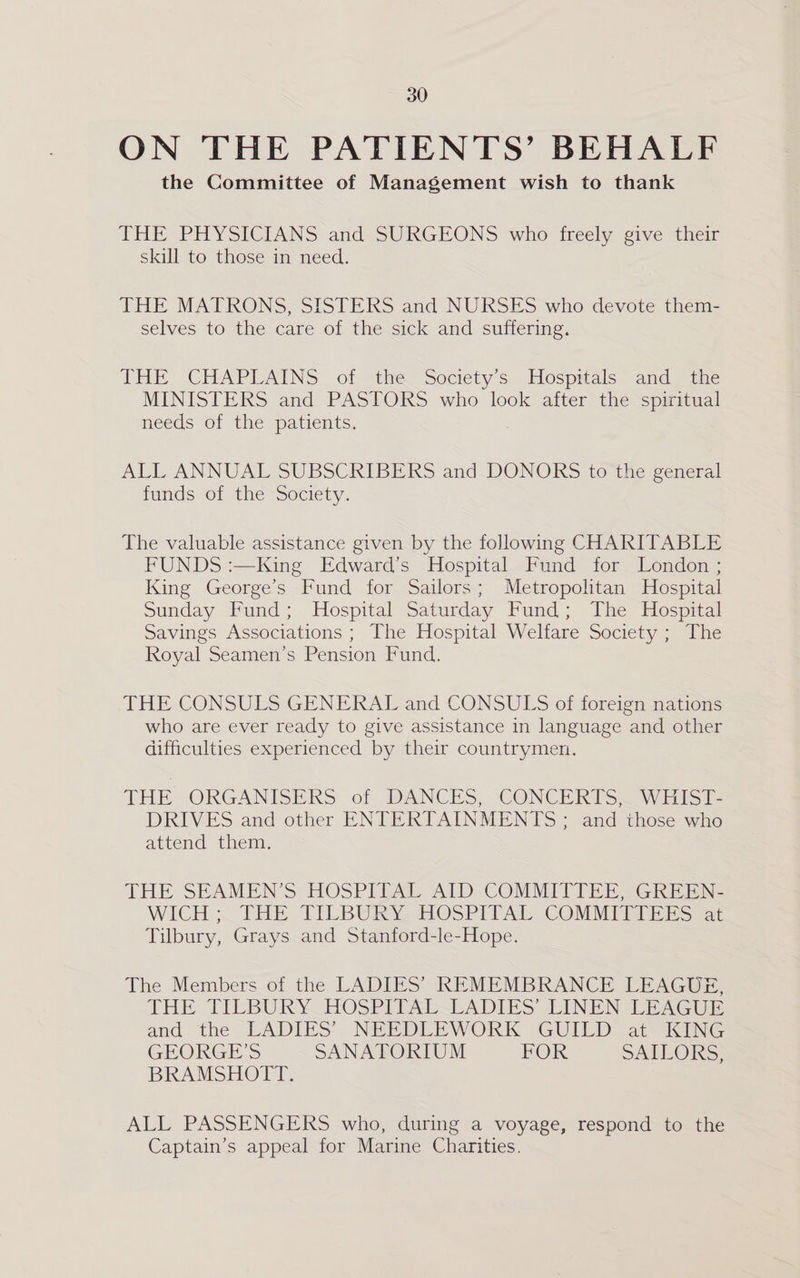 30
ON THE PATIENTS’ BEHALF
the Committee of Management wish to thank
THE PHYSICIANS and SURGEONS who freely give their
skill to those in need.
THE MATRONS, SISTERS and NURSES who devote them-
selves to the care of the sick and suffering.
THE CHAPLAINS of the Society’s Hospitals and the
MINISTERS and PASTORS who look after the spiritual
needs of the patients.
ALL ANNUAL SUBSCRIBERS and DONORS to the general
funds of the Society.
The valuable assistance given by the following CHARITABLE
FUNDS :—King Edward’s Hospital Fund for London ;
King George’s Fund for Sailors ; Metropolitan Hospital
Sunday Fund ; Hospital Saturday Fund ; The Hospital
Savings Associations ; The Hospital Welfare Society ; The
Royal Seamen’s Pension Fund.
THE CONSULS GENERAL and CONSULS of foreign nations
who are ever ready to give assistance in language and other
difficulties experienced by their countrymen.
THE ORGANISERS of DANCES, CONCERTS, WHIST-
DRIVES and other ENTERTAINMENTS ; and those who
attend them.
THE SEAMEN’S HOSPITAL AID COMMITTEE, GREEN-
WICH ; THE TILBURY HOSPITAL COMMITTEES at
Tilbury, Grays and Stanford-le-Hope.
The Members of the LADIES’ REMEMBRANCE LEAGUE,
THE TILBURY HOSPITAL LADIES’ LINEN LEAGUE
and the LADIES’ NEEDLEWORK GUILD at KING
GEORGE’S SANATORIUM FOR SAILORS,
BRAMSHOTT.
ALL PASSENGERS who, during a voyage, respond to the
Captain’s appeal for Marine Charities.